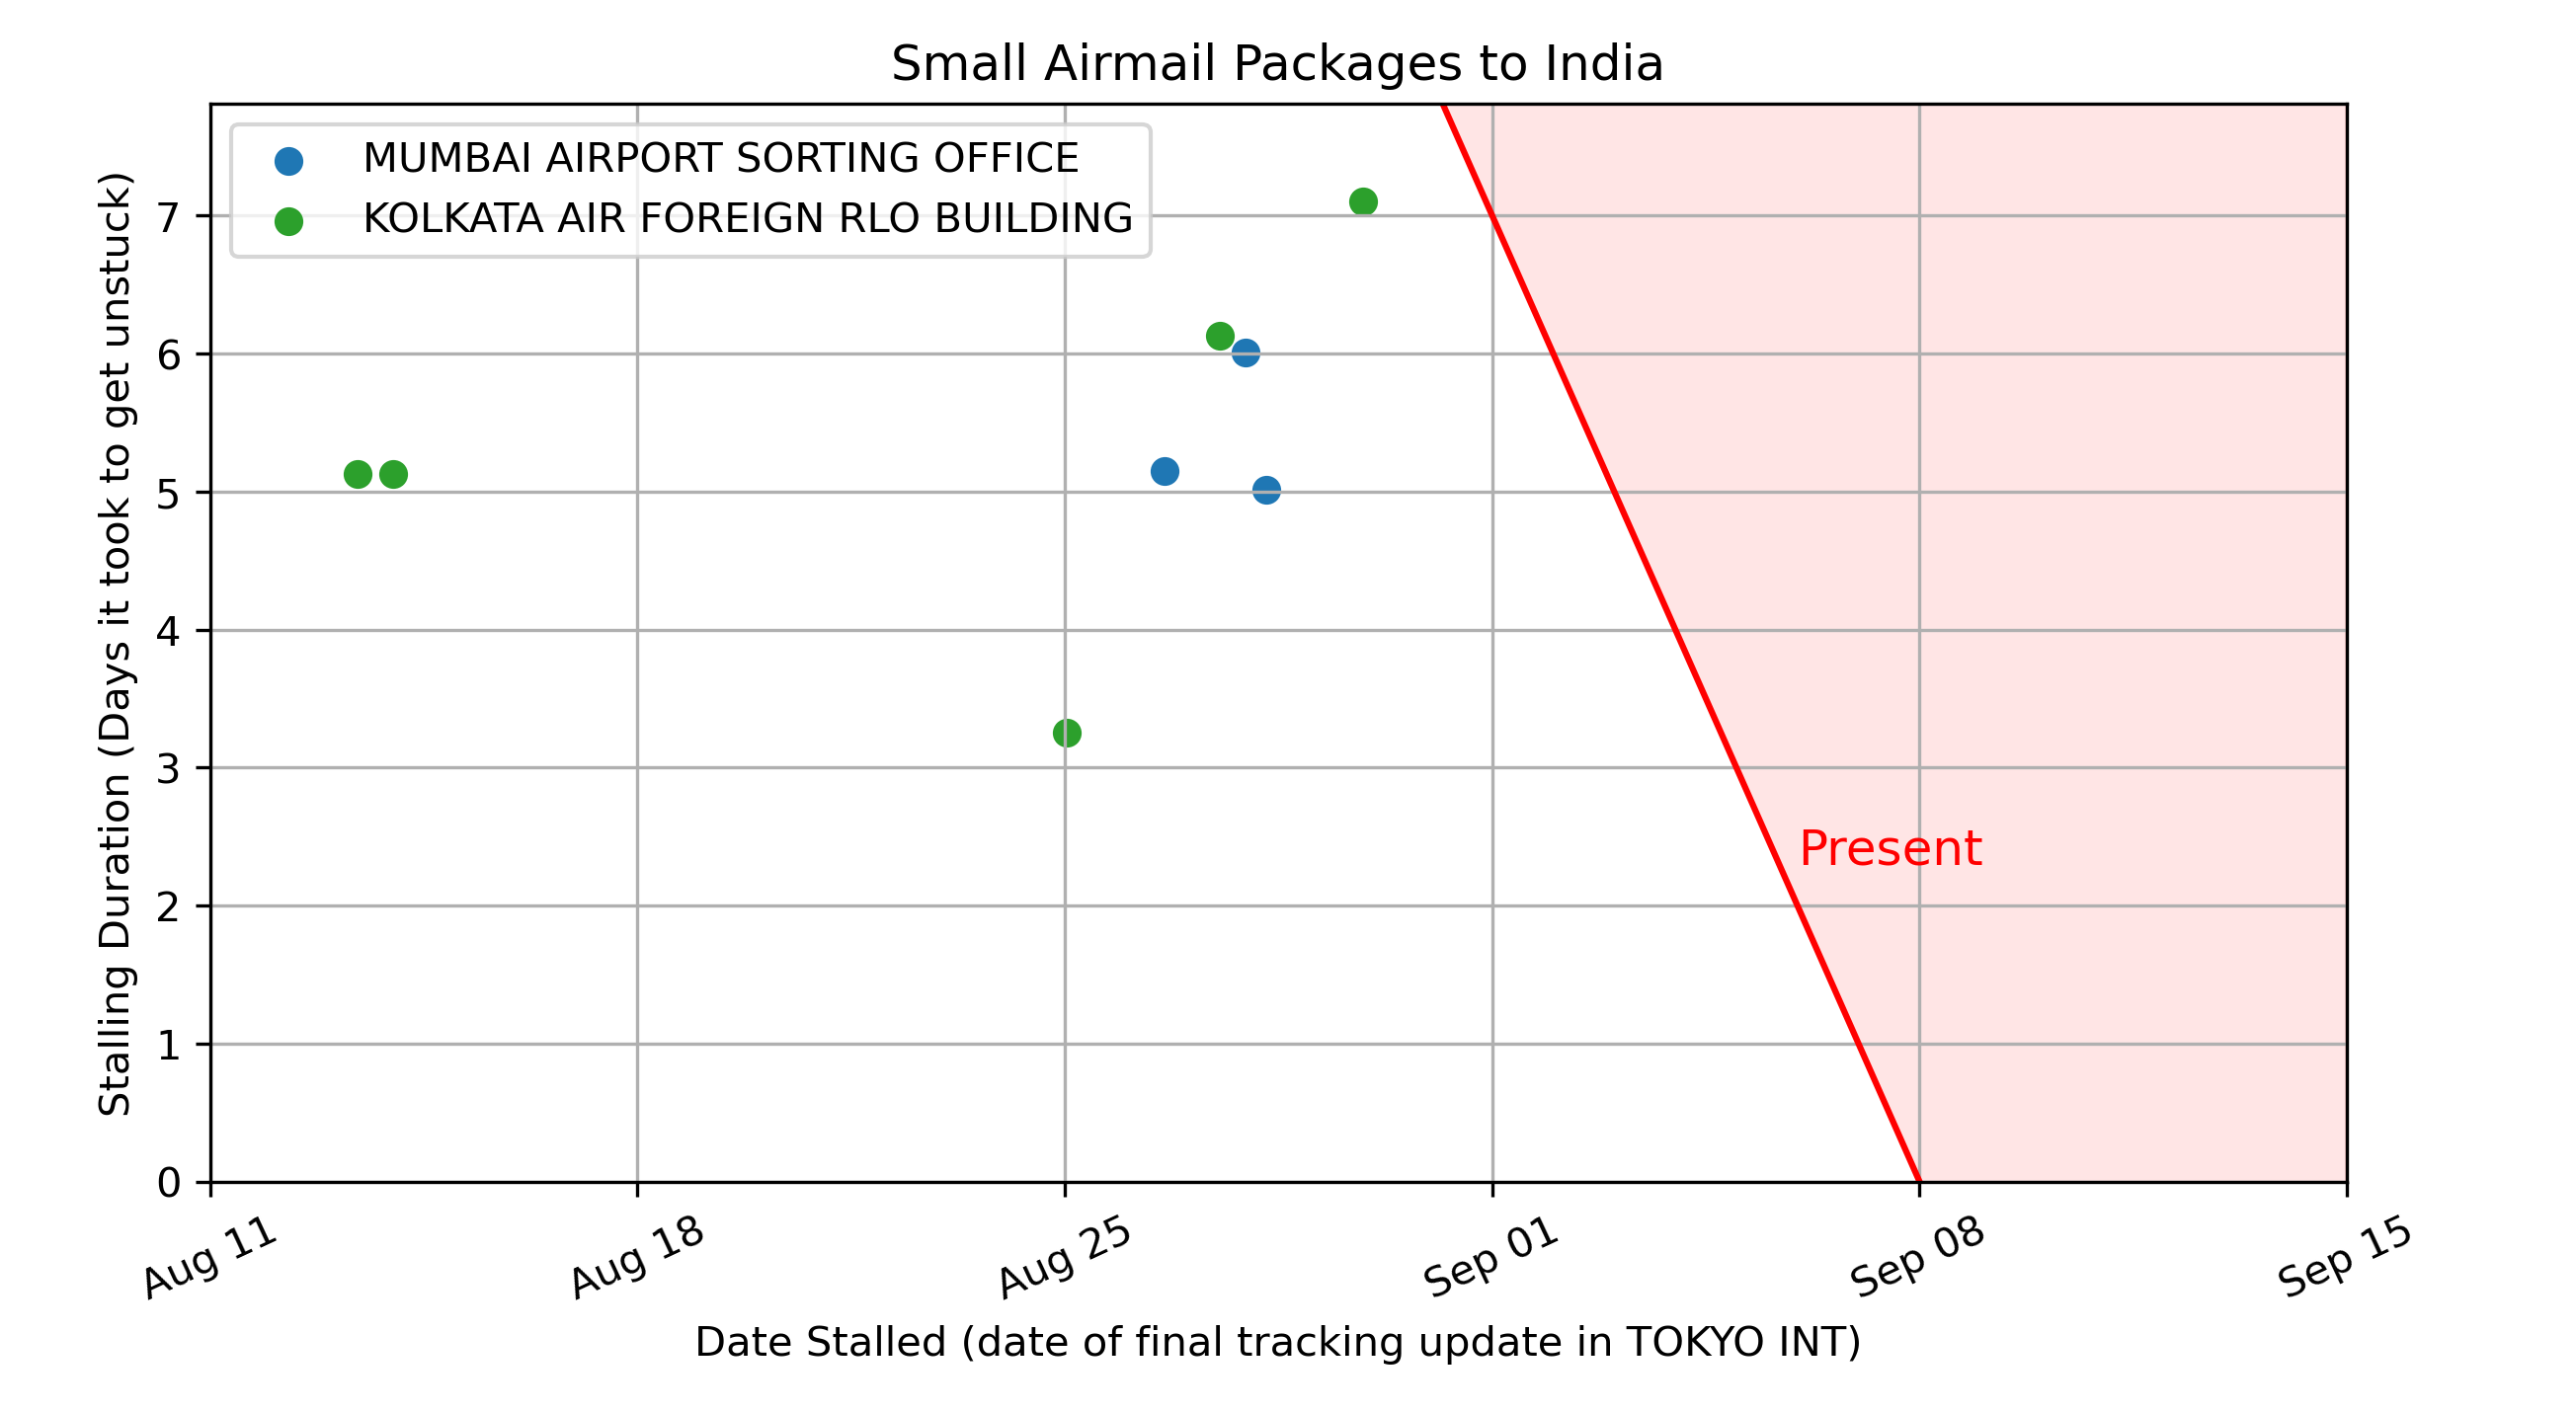 Small Airmail Packages to India
MUMBAI AIRPORT SORTING OFFICE
KOLKATA AIR FOREIGN RLO BUILDING
Stalling Duration (Days it took to get unstuck)
7
6
5
4
3
2
1
0
Present
Aug 11
Aug 18
Aug 25
Sep 01
Sep 08
Sep 15
Date Stalled (date of final tracking update in TOKYO INT)